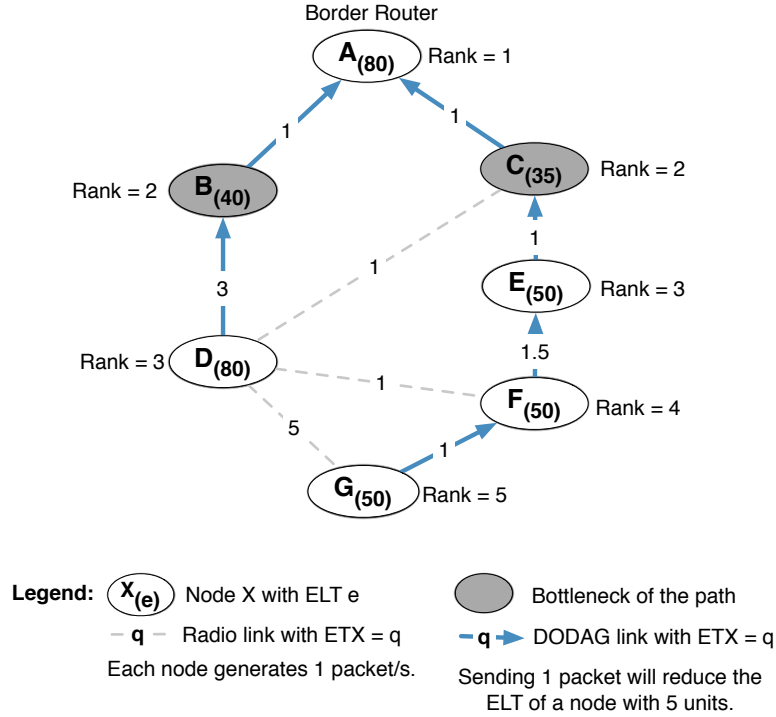 Border Router
A(80) Rank = 1
1 1
Rank = 2 B(40) C(35) Rank = 2
1
1
3 E(50) Rank = 3
Rank = 3 D(80) 1.5
1 F(50) Rank = 4
5 1
G(50) Rank = 5
Legend: X(e) Node X with ELT e Bottleneck of the path
q Radio link with ETX = q q DODAG link with ETX = q
Each node generates 1 packet/s. Sending 1 packet will reduce the
ELT of a node with 5 units.